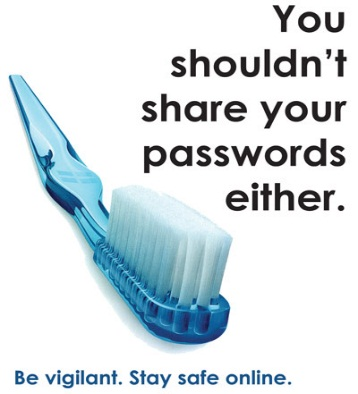 You
shouldn't
share your
passwords
either.
Be vigilant. Stay safe online.